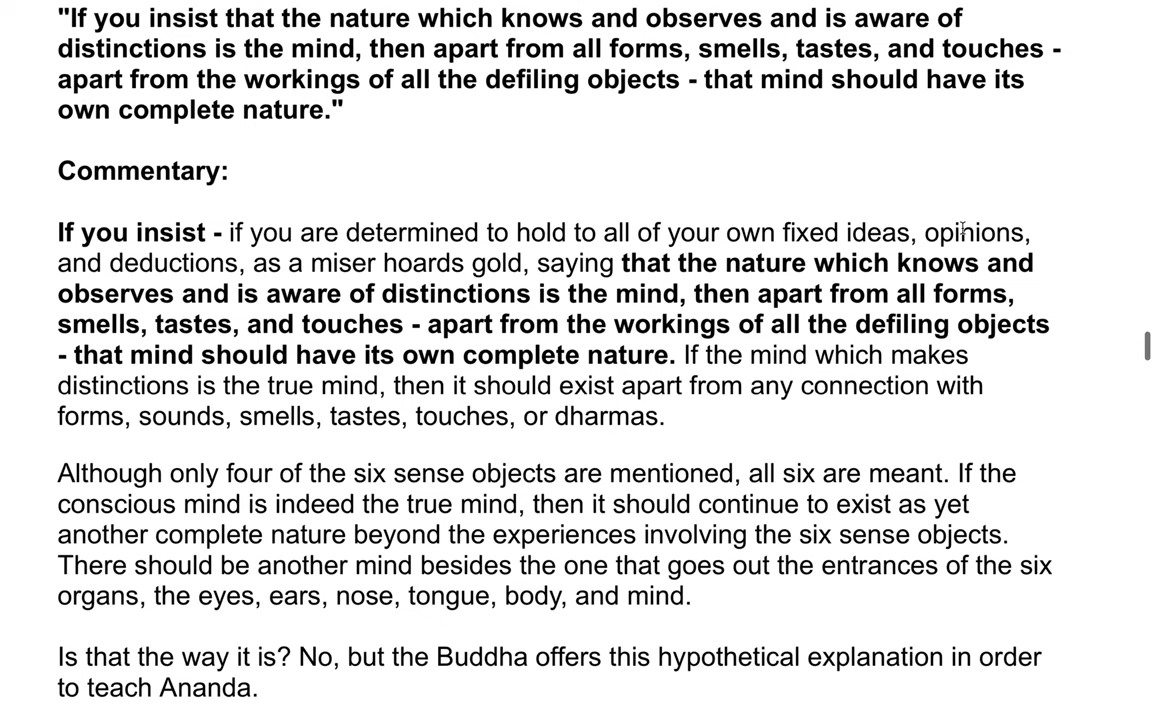 "If you insist that the nature which knows and observes and is aware of
distinctions is the mind, then apart from all forms, smells, tastes, and touches -
apart from the workings of all the defiling objects - that mind should have its
own complete nature."
Commentary:
If you insist - if you are determined to hold to all of your own fixed ideas, opinions,
and deductions, as a miser hoards gold, saying that the nature which knows and
observes and is aware of distinctions is the mind, then apart from all forms,
smells, tastes, and touches - apart from the workings of all the defiling objects
- that mind should have its own complete nature. If the mind which makes
distinctions is the true mind, then it should exist apart from any connection with
forms, sounds, smells, tastes, touches, or dharmas.
Although only four of the six sense objects are mentioned, all six are meant. If the
conscious mind is indeed the true mind, then it should continue to exist as yet
another complete nature beyond the experiences involving the six sense objects.
There should be another mind besides the one that goes out the entrances of the six
organs, the eyes, ears, nose, tongue, body, and mind.
Is that the way it is? No, but the Buddha offers this hypothetical explanation in order
to teach Ananda.